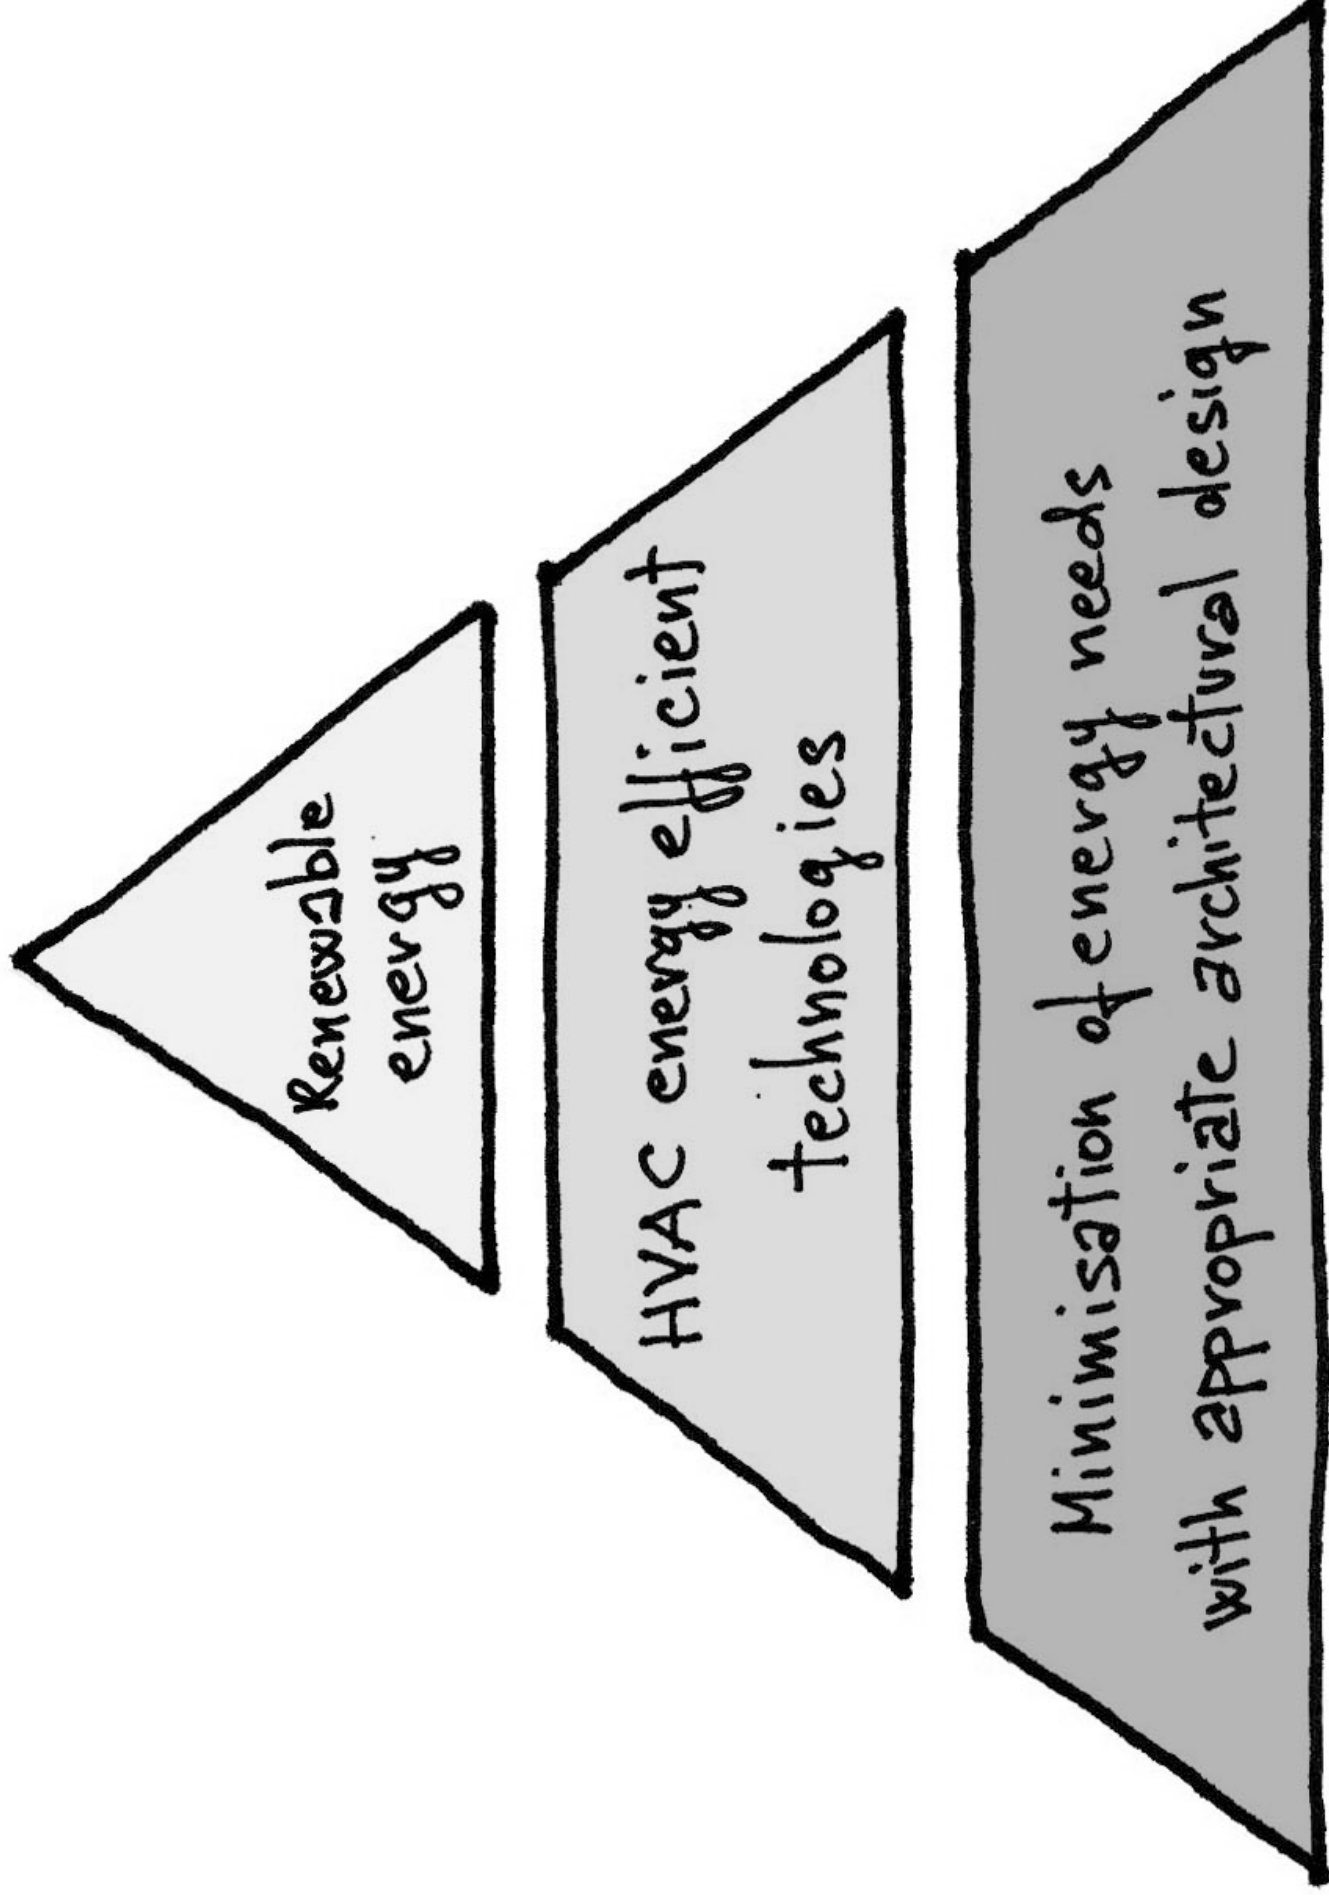 Renewable
energy
HVAC energy efficient
technologies
Minimisation of energy needs
with appropriate architectural design